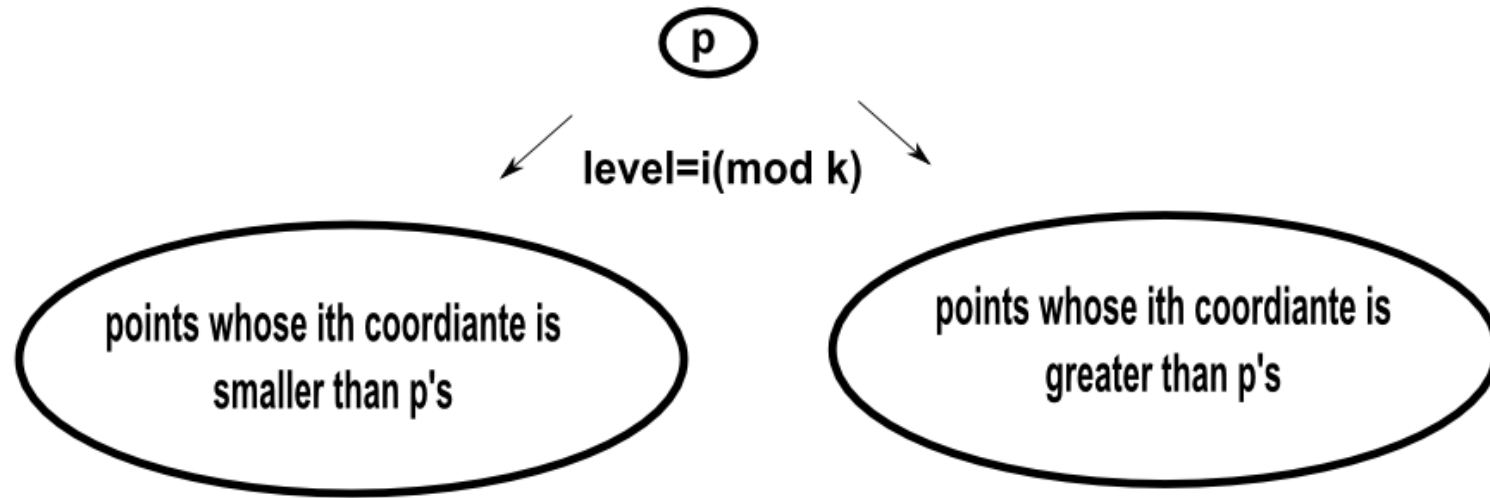 p
level=i(mod k)
points whose ith coordiante is
smaller than p's
points whose ith coordiante is
greater than p's